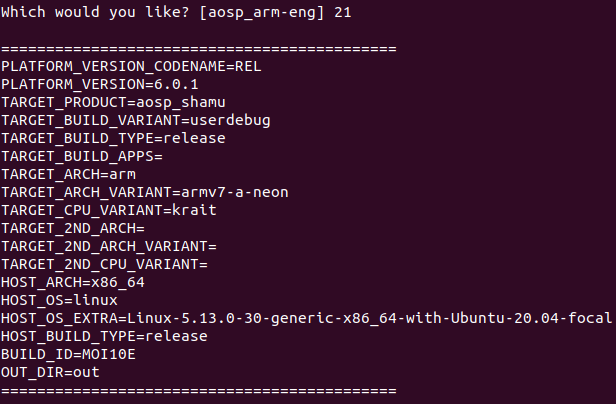 Which would you like? [aosp_arm-eng] 21
============================================
PLATFORM_VERSION_CODENAME=REL
PLATFORM_VERSION=6.0.1
TARGET_PRODUCT=aosp_shamu
TARGET_BUILD_VARIANT=userdebug
TARGET_BUILD_TYPE=release
TARGET_BUILD_APPS=
TARGET_ARCH=arm
TARGET_ARCH_VARIANT=armv7-a-neon
TARGET_CPU_VARIANT=krait
TARGET_2ND_ARCH=
TARGET_2ND_ARCH_VARIANT=
TARGET_2ND_CPU_VARIANT=
HOST_ARCH=x86_64
HOST_OS=linux
HOST_OS_EXTRA=Linux-5.13.0-30-generic-x86_64-with-Ubuntu-20.04-focal
HOST_BUILD_TYPE=release
BUILD_ID=MOI10E
OUT_DIR=out
============================================